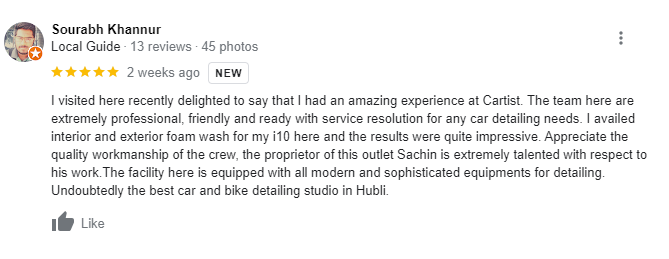 Sourabh Khannur
Local Guide · 13 reviews · 45 photos
2 weeks ago NEW
I visited here recently delighted to say that I had an amazing experience at Cartist. The team here are
extremely professional, friendly and ready with service resolution for any car detailing needs. I availed
interior and exterior foam wash for my i10 here and the results were quite impressive. Appreciate the
quality workmanship of the crew, the proprietor of this outlet Sachin is extremely talented with respect to
his work.The facility here is equipped with all modern and sophisticated equipments for detailing.
Undoubtedly the best car and bike detailing studio in Hubli.
Like